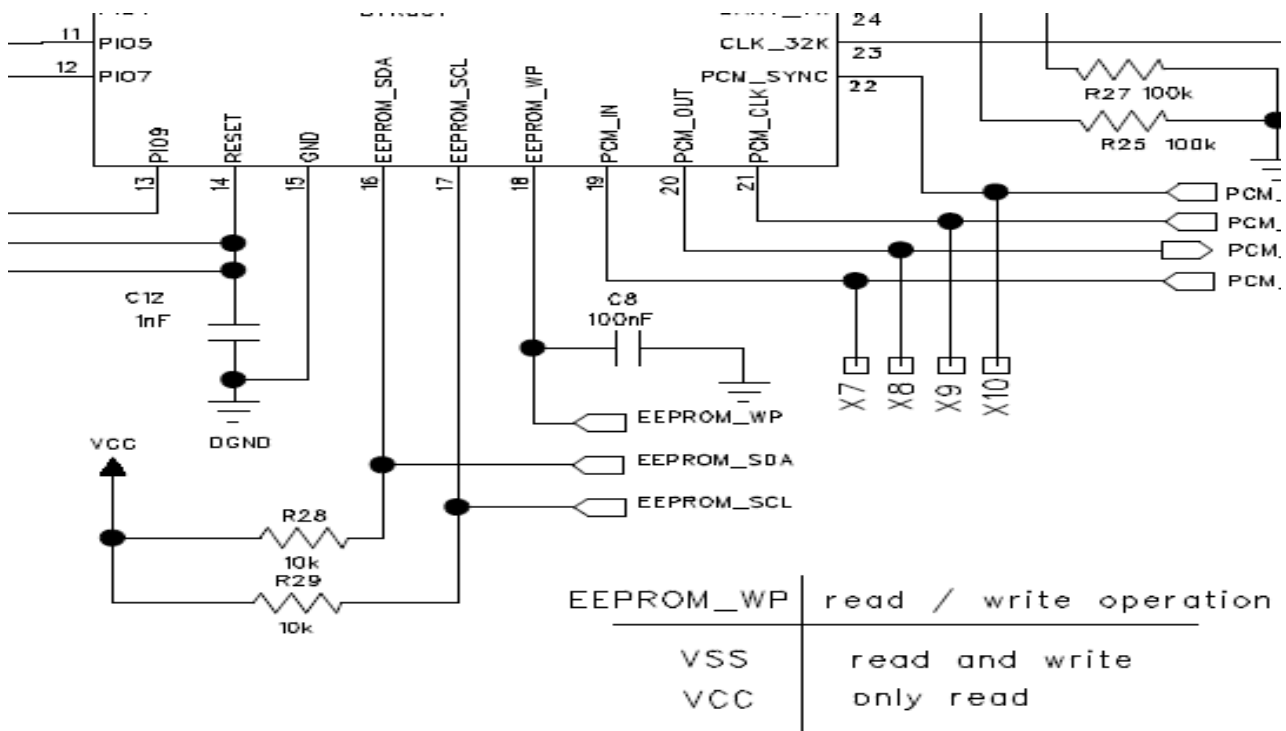 24
11 PIO5
CLK_32K
23
12 PIO7
PCM_SYNC
22
R27 100k
R25 100k
PIO9
RESET
GND
EEPROM_SDA
EEPROM_SCL
EEPROM_WP
PCM_IN
PCM_OUT
PCM_CLK
13
14
15
16
17
18
19
20
21
PCM_
PCM_
PCM_
PCM_
C12
1nF
C8
100nF
X7
X8
X9
X10
EEPROM_WP
VCC
DGND
EEPROM_SDA
EEPROM_SCL
R28
10k
R29
10k
EEPROM_WP read / write operation
VSS read and write
VCC only read